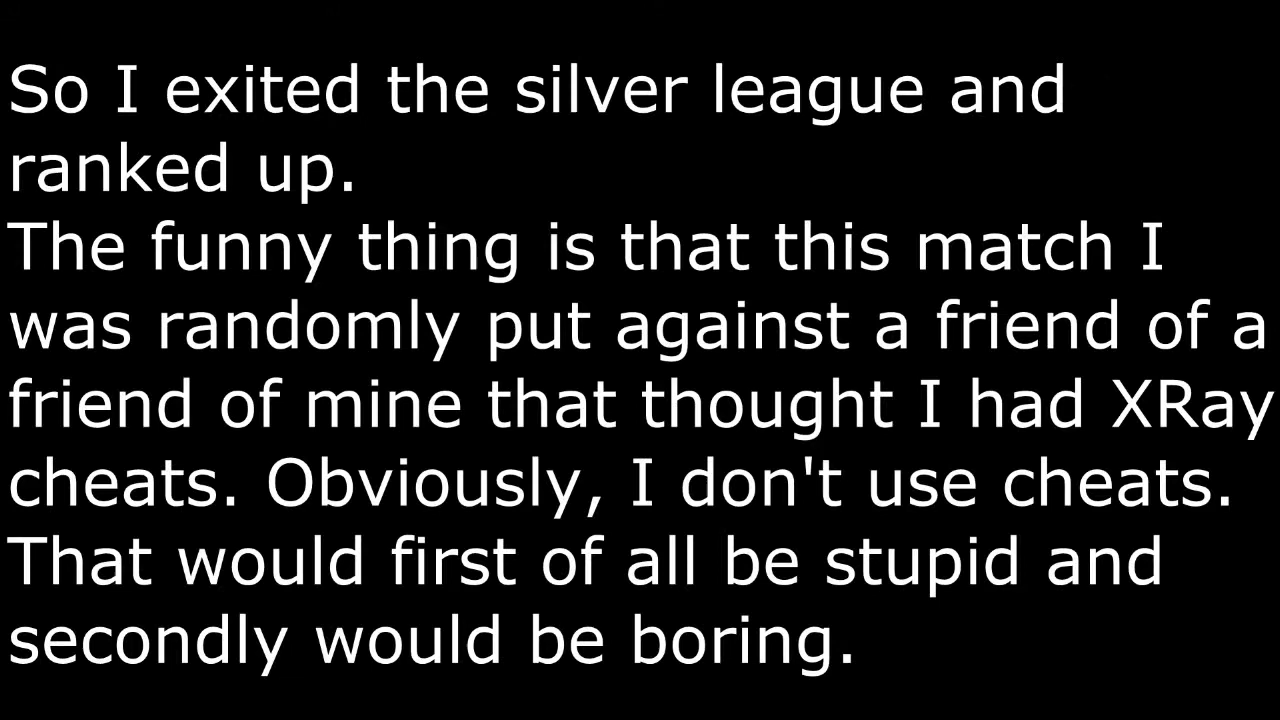 So I exited the silver league and
ranked up.
The funny thing is that this match I
was randomly put against a friend of a
friend of mine that thought I had XRay
cheats. Obviously, I don't use cheats.
That would first of all be stupid and
secondly would be boring.